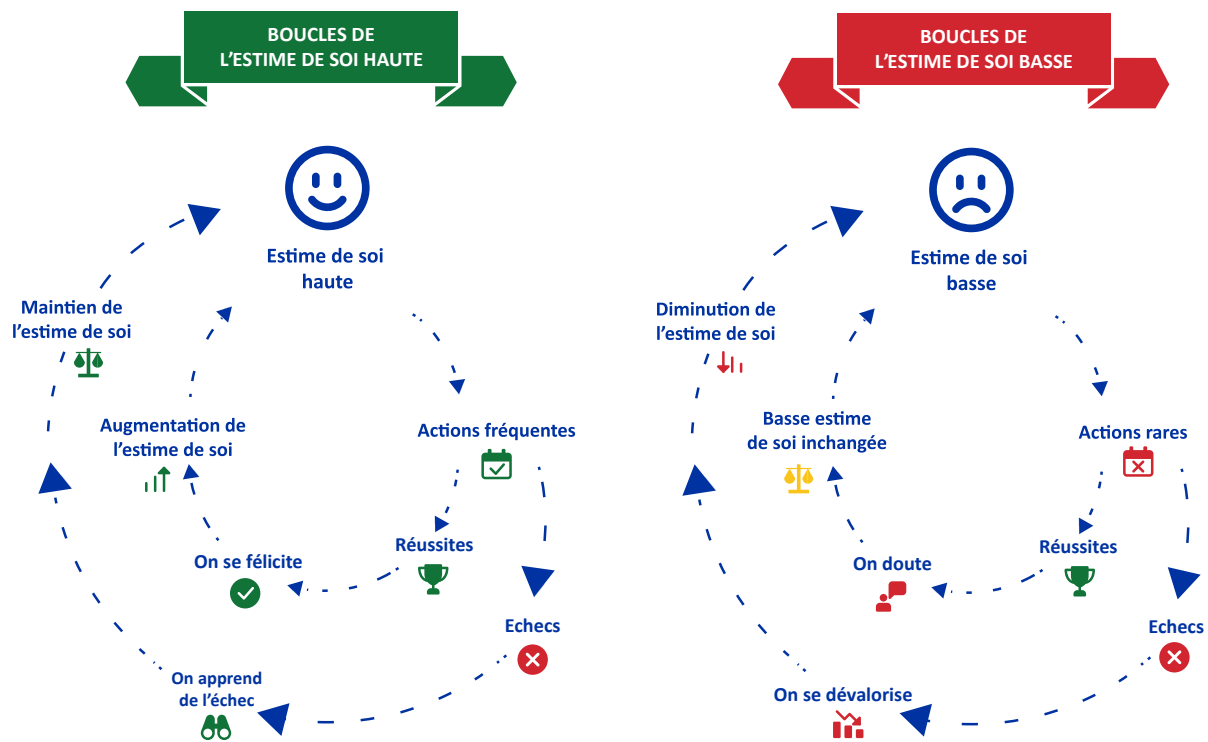 BOUCLES DE
L'ESTIME DE SOI HAUTE
Estime de soi
haute
Maintien de
l'estime de soi
Augmentation de
l'estime de soi
Actions fréquentes
Réussites
On se félicite
Echecs
On apprend
de l'échec
BOUCLES DE
L'ESTIME DE SOI BASSE
Estime de soi
basse
Diminution de
l'estime de soi
Basse estime
de soi inchangée
Actions rares
Réussites
On doute
Echecs
On se dévalorise